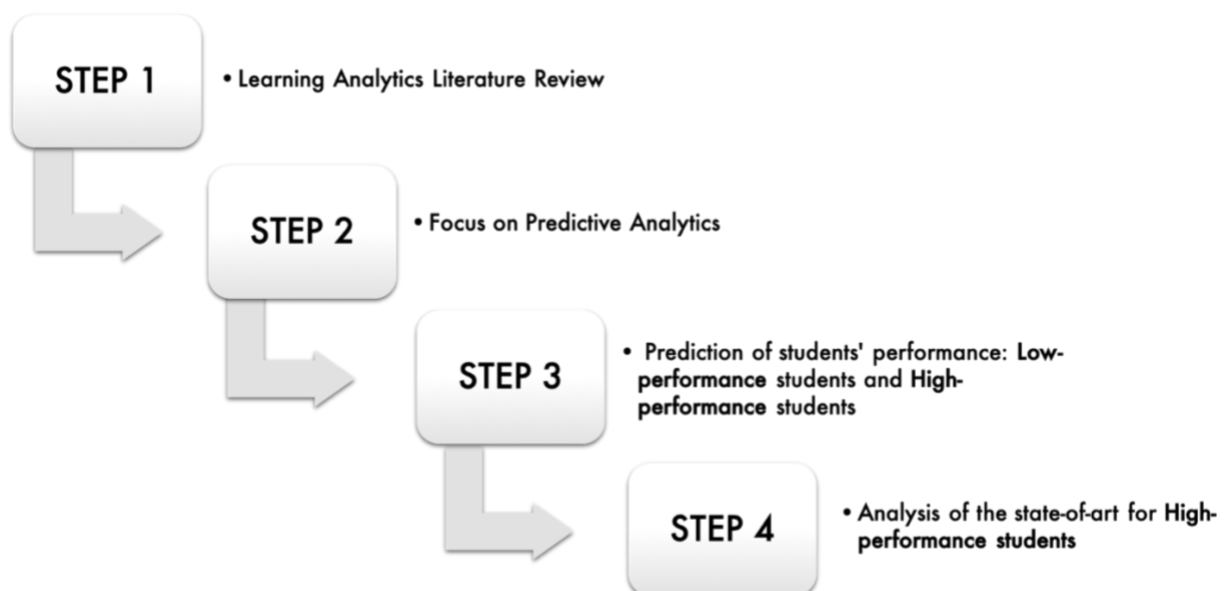 STEP 1
• Learning Analytics Literature Review
STEP 2
• Focus on Predictive Analytics
STEP 3
• Prediction of students' performance: Low-
performance students and High-
performance students
STEP 4
• Analysis of the state-of-art for High-
performance students